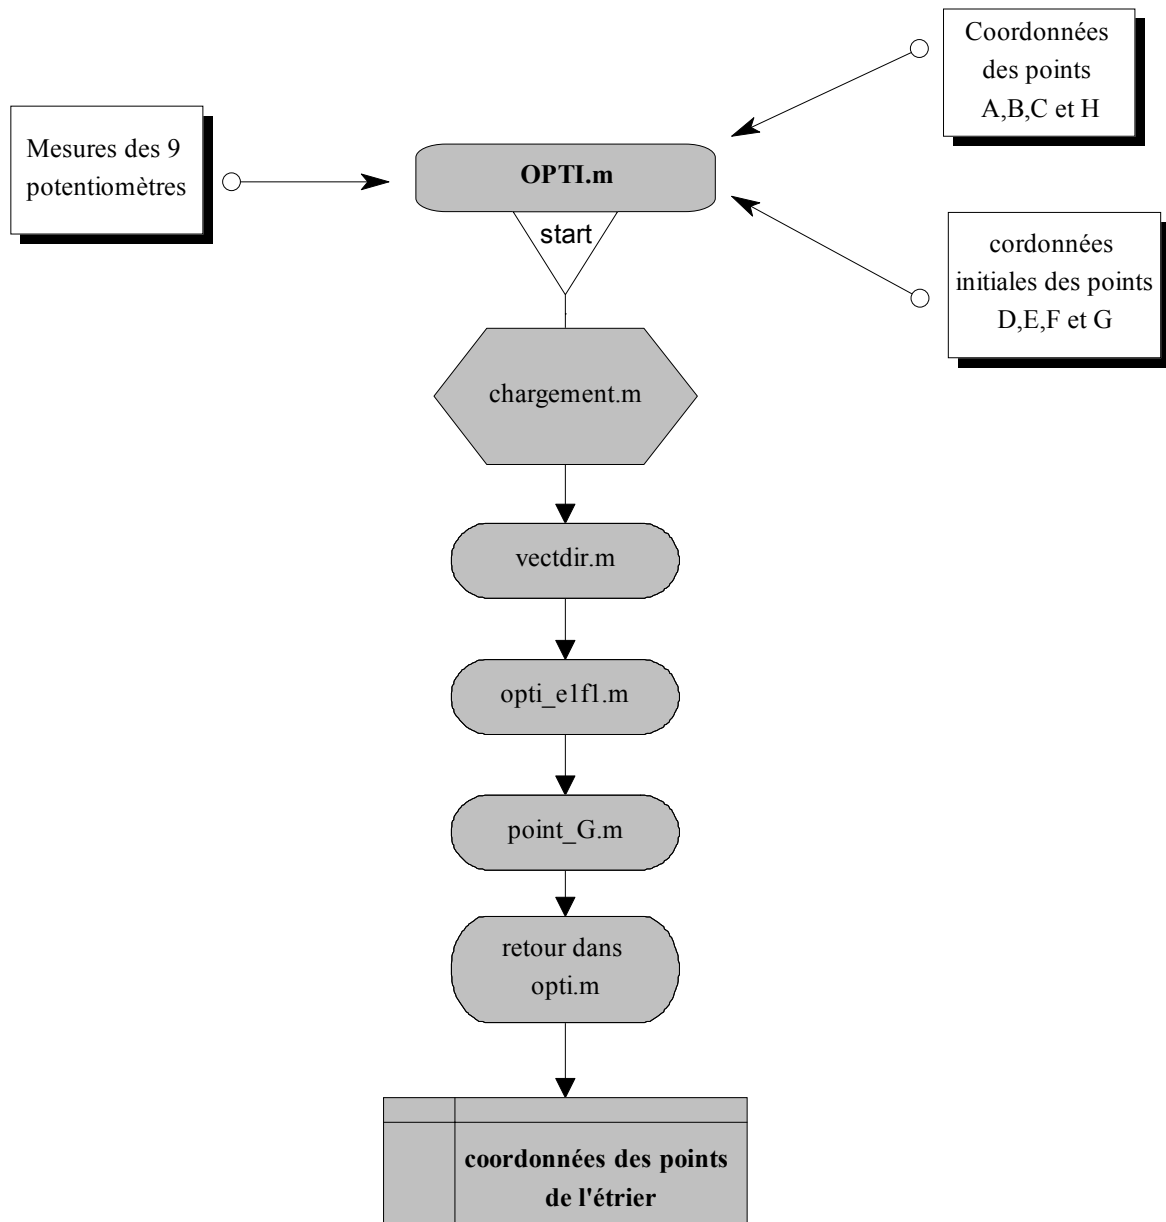 Coordonnées
des points
A,B,C et H
Mesures des 9
potentiomètres
OPTI.m
start
cordonnées
initiales des points
D,E,F et G
chargement.m
vectdir.m
opti_e1f1.m
point_G.m
retour dans
opti.m
coordonnées des points
de l'étrier